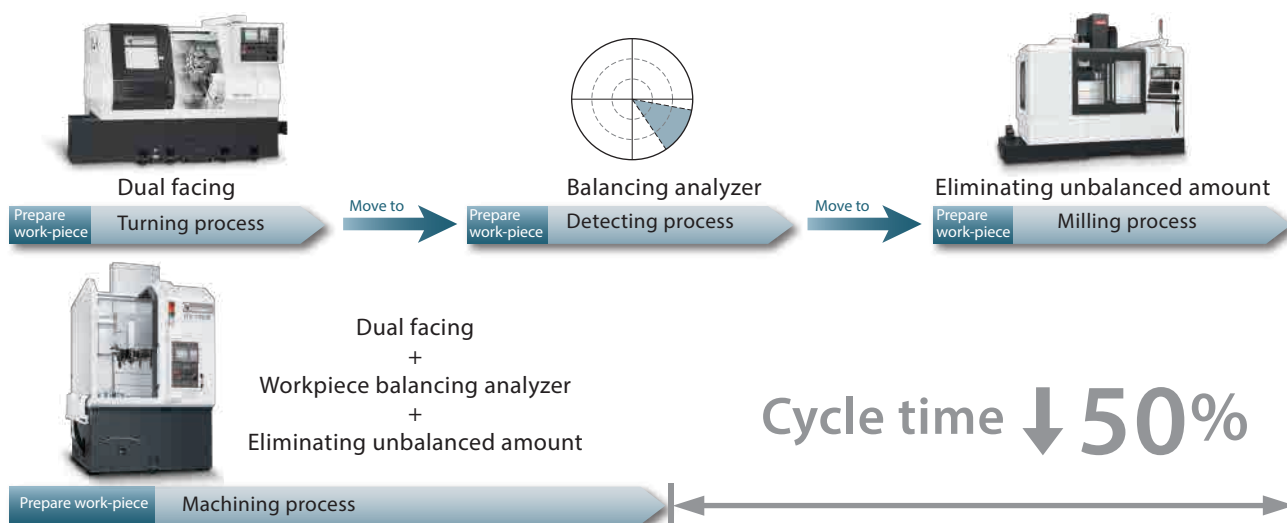 Dual facing
Balancing analyzer
Eliminating unbalanced amount
Prepare
work-piece
Turning process
Move to
Prepare
work-piece
Detecting process
Move to
Prepare
work-piece
Milling process
Dual facing
+
Workpiece balancing analyzer
+
Eliminating unbalanced amount
Cycle time ↓ 50%
Prepare work-piece
Machining process